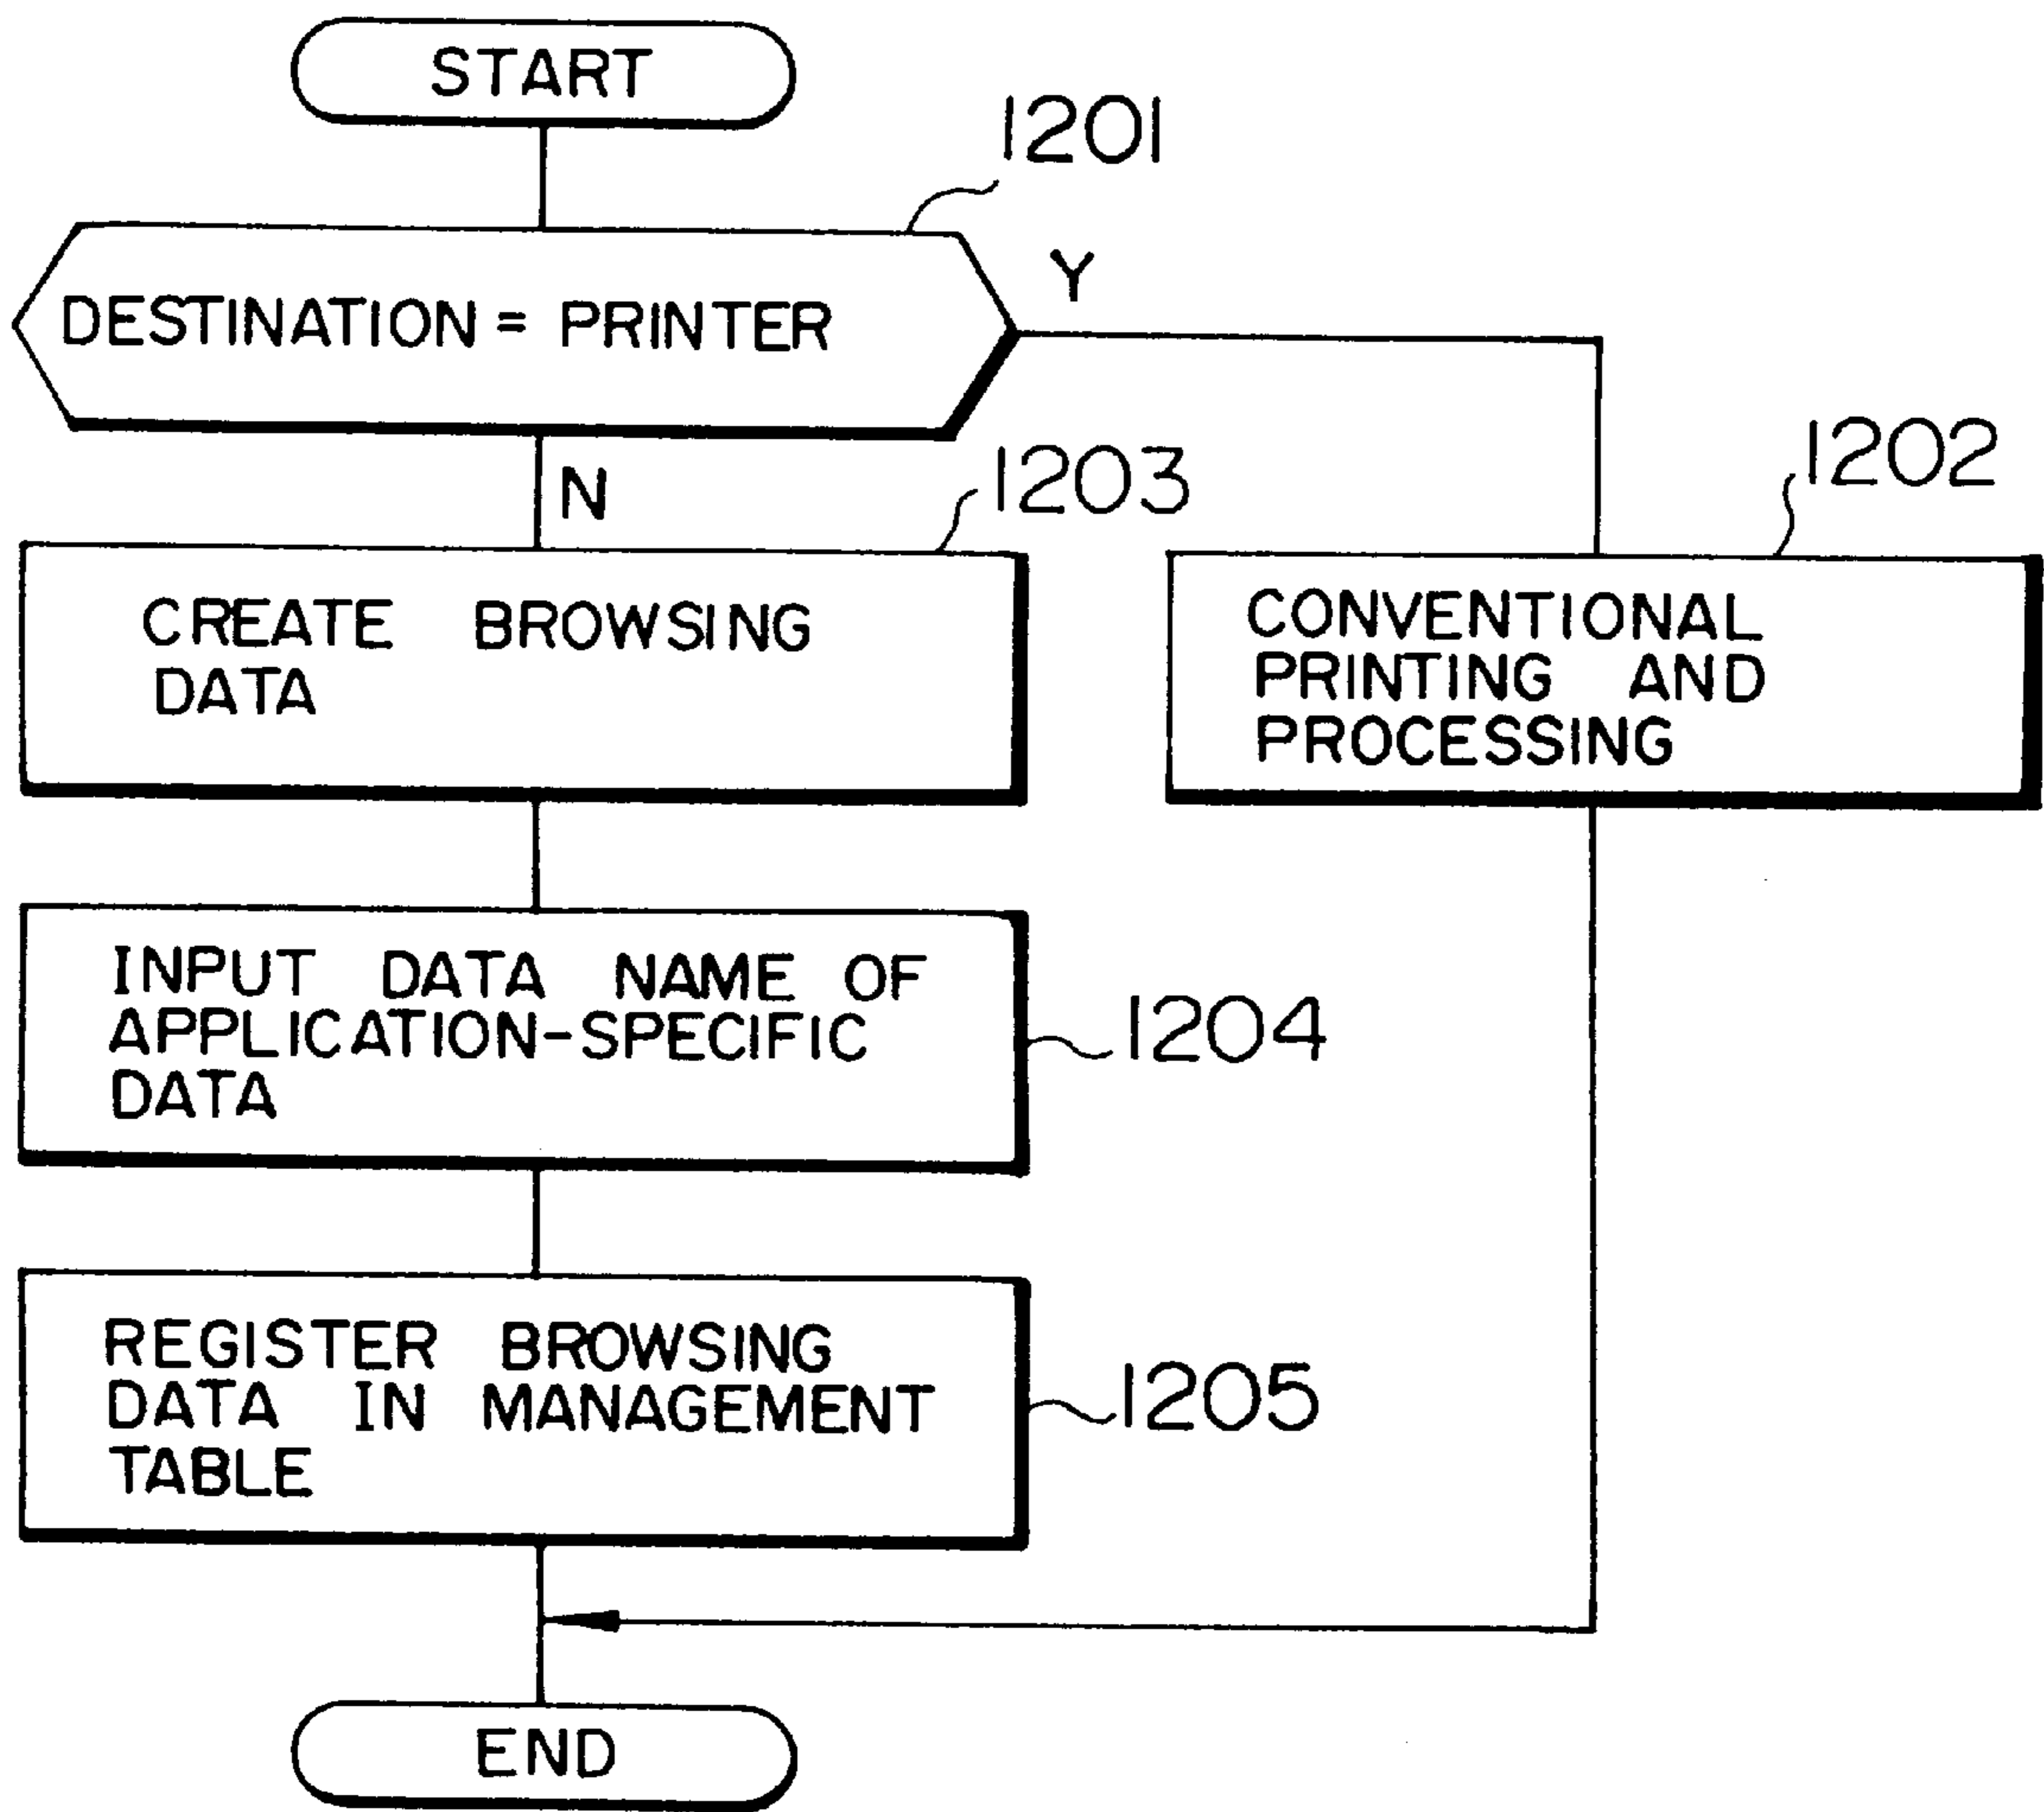 START
1201
DESTINATION = PRINTER
Y
N
1203
1202
CREATE BROWSING
DATA
CONVENTIONAL
PRINTING AND
PROCESSING
INPUT DATA NAME OF
APPLICATION-SPECIFIC
DATA
1204
REGISTER BROWSING
DATA IN MANAGEMENT
TABLE
1205
END